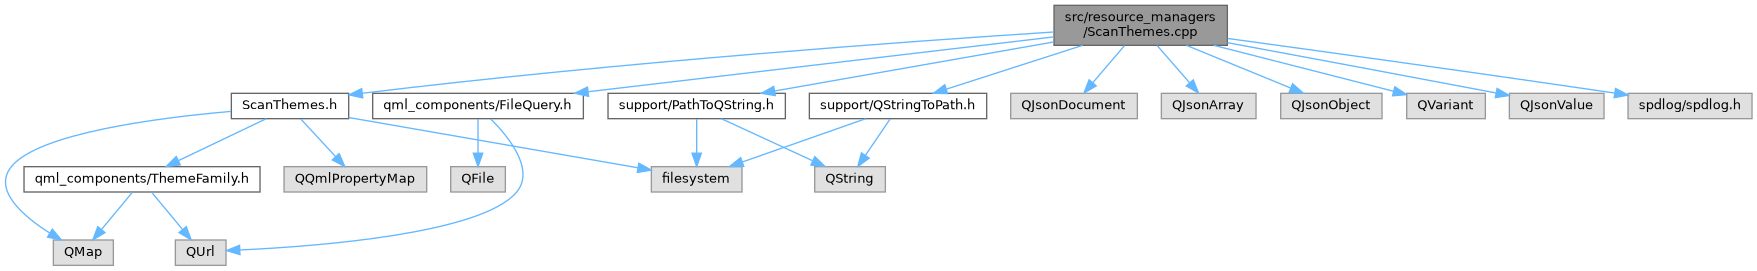 src/resource_managers
/ScanThemes.cpp
ScanThemes.h
qml_components/FileQuery.h
support/PathToQString.h
support/QStringToPath.h
QJsonDocument
QJsonArray
QJsonObject
QVariant
QJsonValue
spdlog/spdlog.h
qml_components/ThemeFamily.h
QQmlPropertyMap
QFile
filesystem
QString
QMap
QUrl